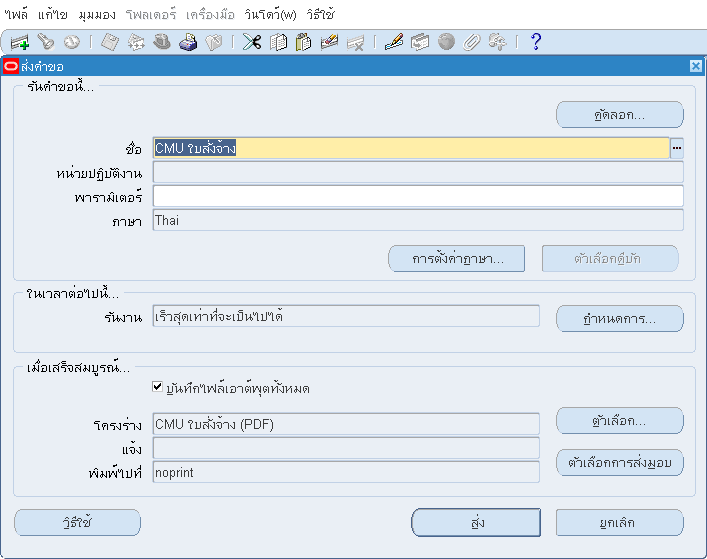 ไฟล์ แก้ไข มุมมอง โฟลเดอร์ เครื่องมือ วินโดว์(W) วิธีใช้
ส่งคำขอ
รันคำขอนี้...
คัดลอก...
ชื่อ CMU ใบสั่งจ้าง
หน่วยปฏิบัติงาน
พารามิเตอร์
ภาษา Thai
การตั้งค่าภาษา... ตัวเลือกดีบัก
ในเวลาต่อไปนี้...
รันงาน เร็วสุดเท่าที่จะเป็นไปได้ กำหนดการ...
เมื่อเสร็จสมบูรณ์...
บันทึกไฟล์เอาต์พุตทั้งหมด
โครงร่าง CMU ใบสั่งจ้าง (PDF) ตัวเลือก...
แจ้ง
พิมพ์ไปที่ noprint ตัวเลือกการส่งมอบ
วิธีใช้ ส่ง ยกเลิก